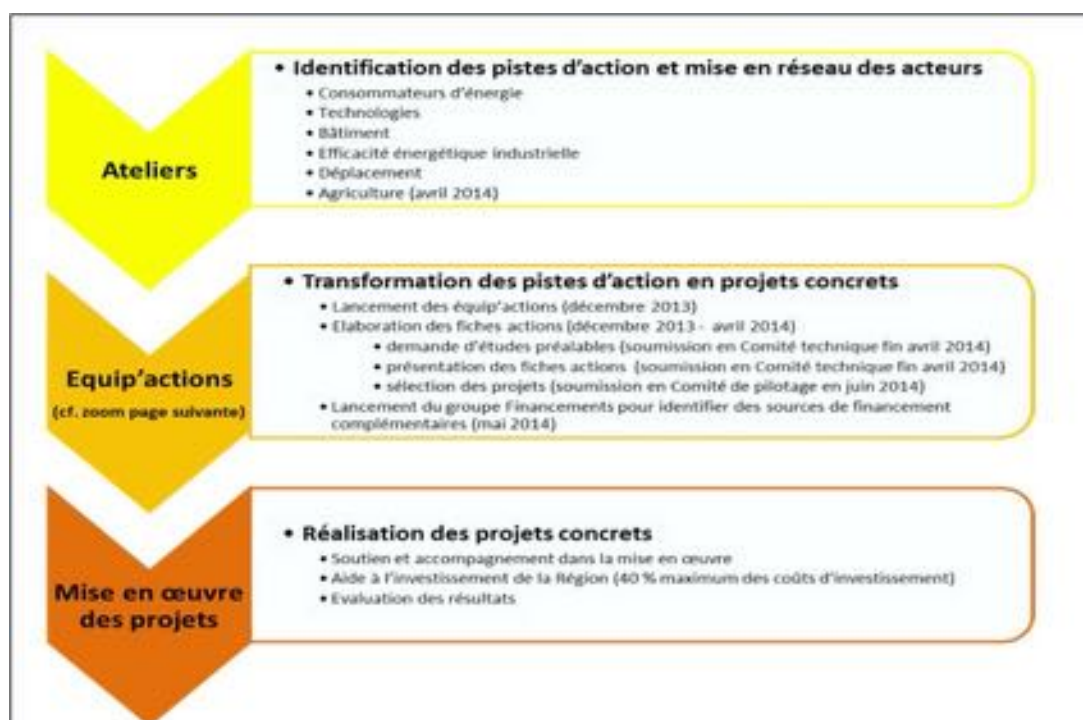 Ateliers
• Identification des pistes d'action et mise en réseau des acteurs
• Consommateurs d'énergie
• Technologies
• Bâtiment
• Efficacité énergétique industrielle
• Déplacement
• Agriculture (avril 2014)
Equip'actions
(cf. zoom page suivante)
• Transformation des pistes d'action en projets concrets
• Lancement des équip'actions (décembre 2013)
• Elaboration des fiches actions (décembre 2013 - avril 2014)
• demande d'études préalables (soumission en Comité technique fin avril 2014)
• présentation des fiches actions (soumission en Comité technique fin avril 2014)
• sélection des projets (soumission en Comité de pilotage en juin 2014)
• Lancement du groupe Financements pour identifier des sources de financement
complémentaires (mai 2014)
Mise en œuvre
des projets
• Réalisation des projets concrets
• Soutien et accompagnement dans la mise en œuvre
• Aide à l'investissement de la Région (40 % maximum des coûts d'investissement)
• Evaluation des résultats